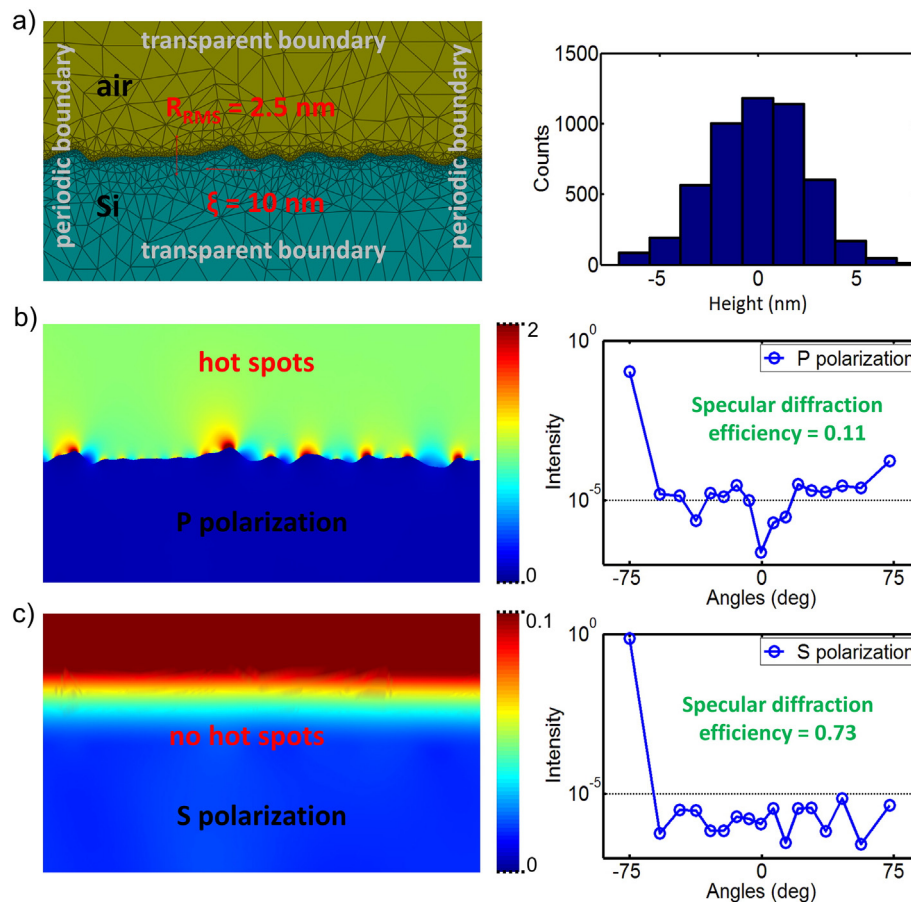 a)
transparent boundary
periodic boundary
air
R_RMS = 2.5 nm
ξ = 10 nm
Si
transparent boundary
periodic boundary
1500
1000
500
0
Counts
-5
0
5
Height (nm)
b)
hot spots
P polarization
2
0
10^0
10^-5
Intensity
P polarization
Specular diffraction
efficiency = 0.11
-75
0
75
Angles (deg)
c)
no hot spots
S polarization
0.1
0
10^0
10^-5
Intensity
S polarization
Specular diffraction
efficiency = 0.73
-75
0
75
Angles (deg)